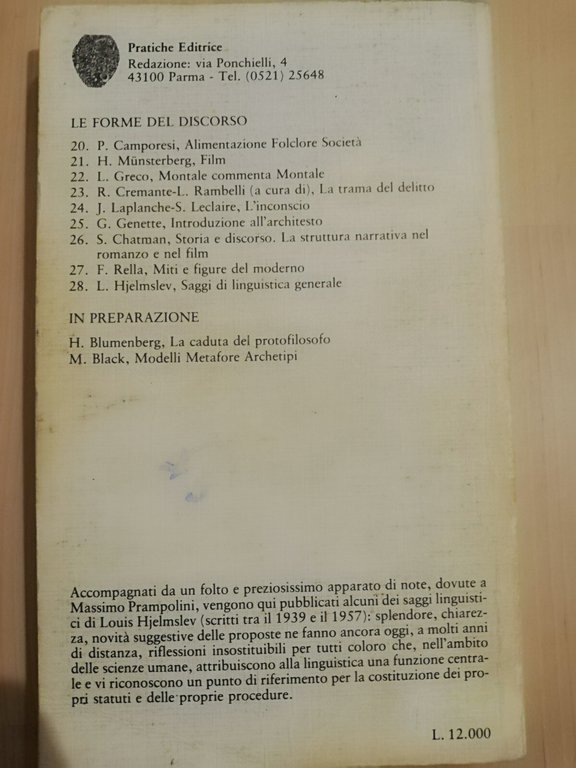 Pratiche Editrice
Redazione: via Ponchielli, 4
43100 Parma - Tel. (0521) 25648
LE FORME DEL DISCORSO
20. P. Camporesi, Alimentazione Folclore Società
21. H. Münsterberg, Film
22. L. Greco, Montale commenta Montale
23. R. Cremante-L. Rambelli (a cura di), La trama del delitto
24. J. Laplanche-S. Leclaire, L'inconscio
25. G. Genette, Introduzione all'architesto
26. S. Chatman, Storia e discorso. La struttura narrativa nel
romanzo e nel film
27. F. Rella, Miti e figure del moderno
28. L. Hjelmslev, Saggi di linguistica generale
IN PREPARAZIONE
H. Blumenberg, La caduta del protofilosofo
M. Black, Modelli Metafore Archetipi
Accompagnati da un folto e preziosissimo apparato di note, dovute a
Massimo Prampolini, vengono qui pubblicati alcuni dei saggi linguisti-
ci di Louis Hjelmslev (scritti tra il 1939 e il 1957): splendore, chiarez-
za, novità suggestive delle proposte ne fanno ancora oggi, a molti anni
di distanza, riflessioni insostituibili per tutti coloro che, nell'ambito
delle scienze umane, attribuiscono alla linguistica una funzione centra-
le e vi riconoscono un punto di riferimento per la costituzione dei pro-
pri statuti e delle proprie procedure.
L. 12.000